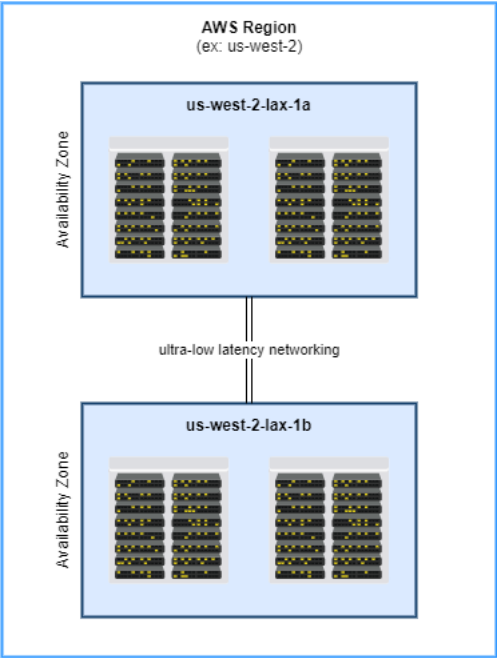 AWS Region
(ex: us-west-2)
us-west-2-lax-1a
Availability Zone
ultra-low latency networking
us-west-2-lax-1b
Availability Zone